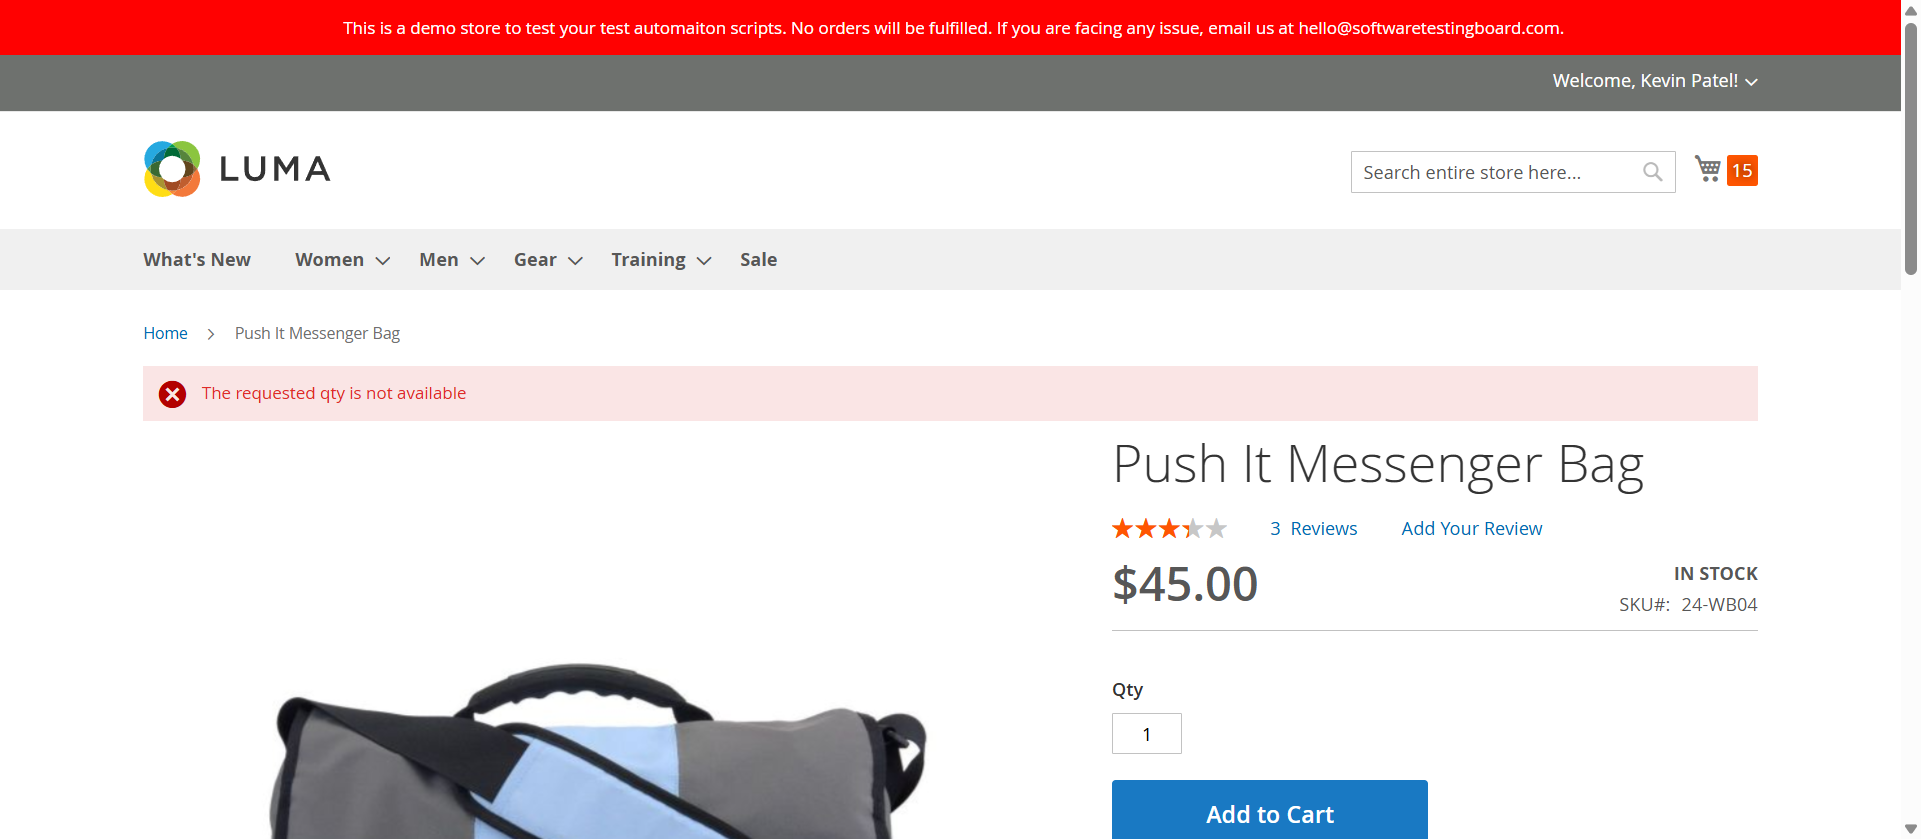 This is a demo store to test your test automaiton scripts. No orders will be fulfilled. If you are facing any issue, email us at hello@softwaretestingboard.com.
Welcome, Kevin Patel!
LUMA
Search entire store here...
15
What's New Women Men Gear Training Sale
Home Push It Messenger Bag
The requested qty is not available
Push It Messenger Bag
3 Reviews Add Your Review
$45.00
IN STOCK
SKU#: 24-WB04
Qty
1
Add to Cart